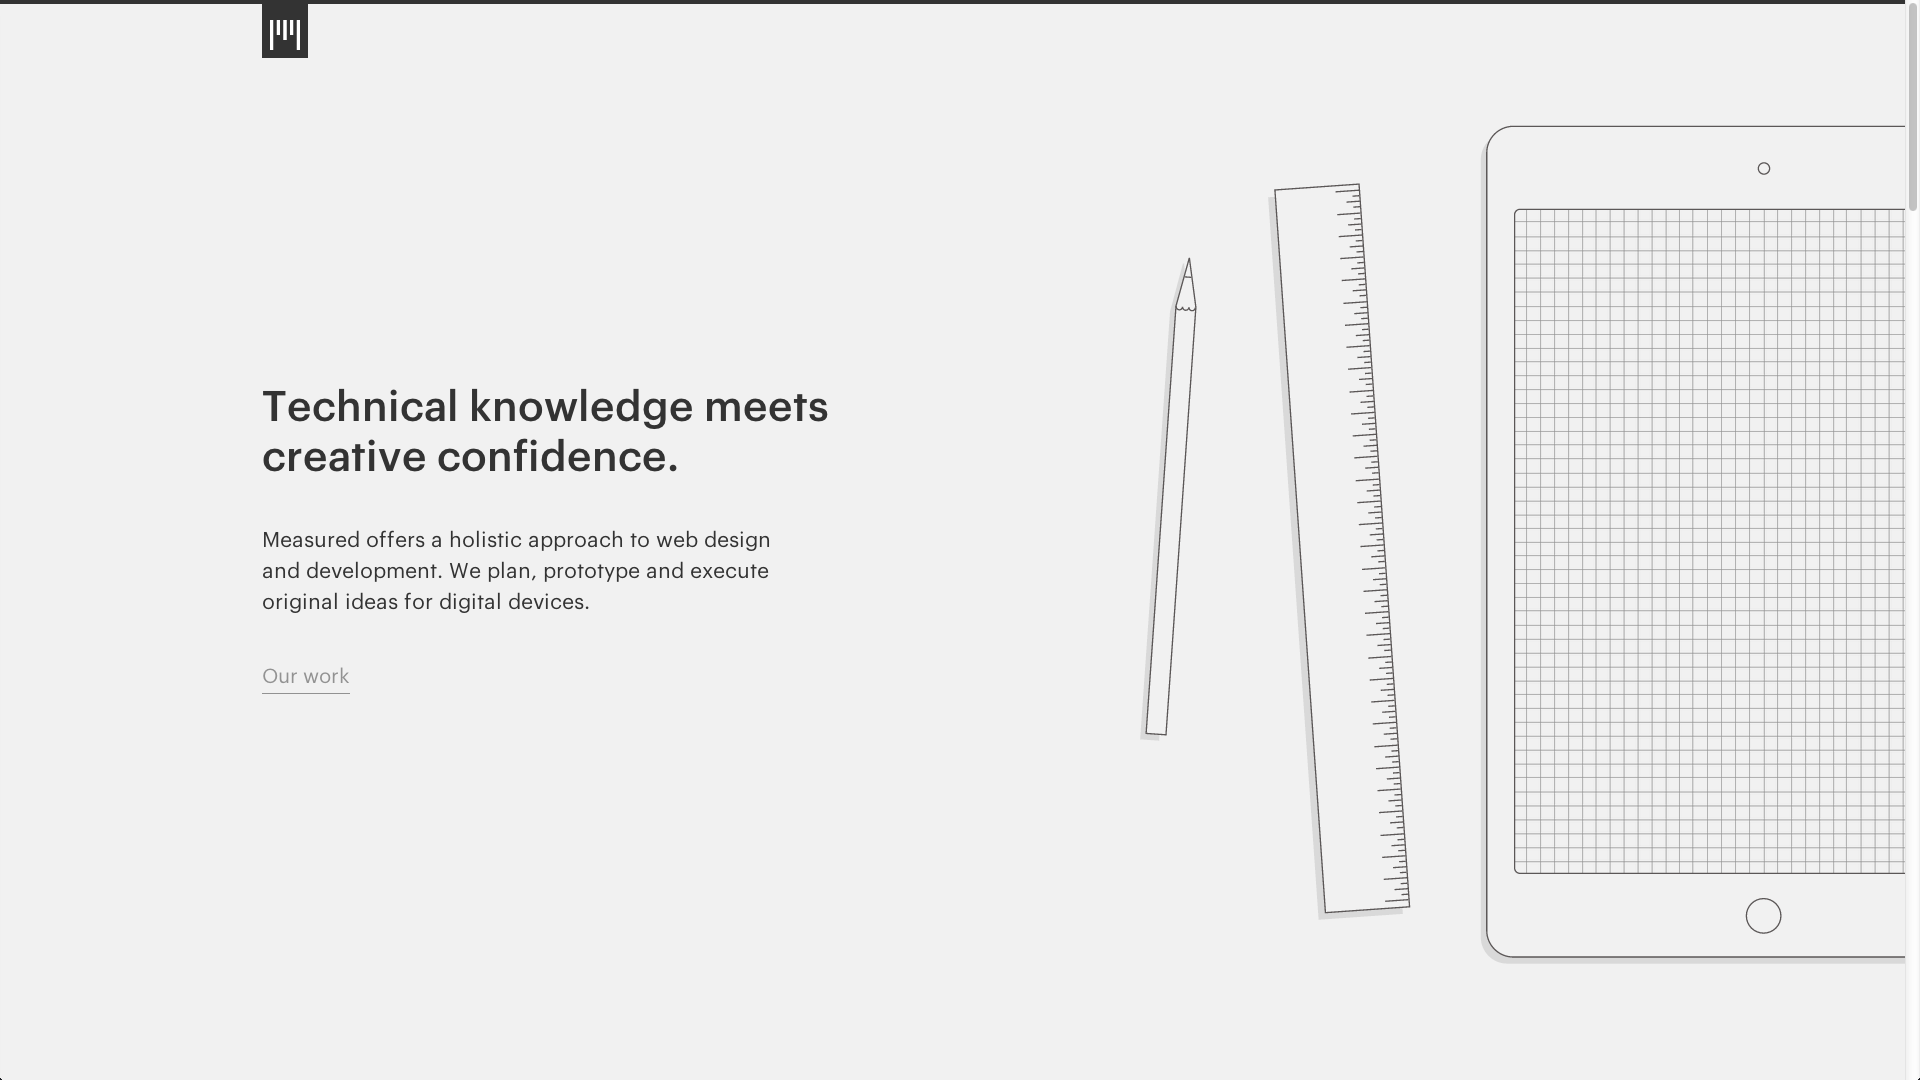 Technical knowledge meets
creative confidence.
Measured offers a holistic approach to web design
and development. We plan, prototype and execute
original ideas for digital devices.
Our work